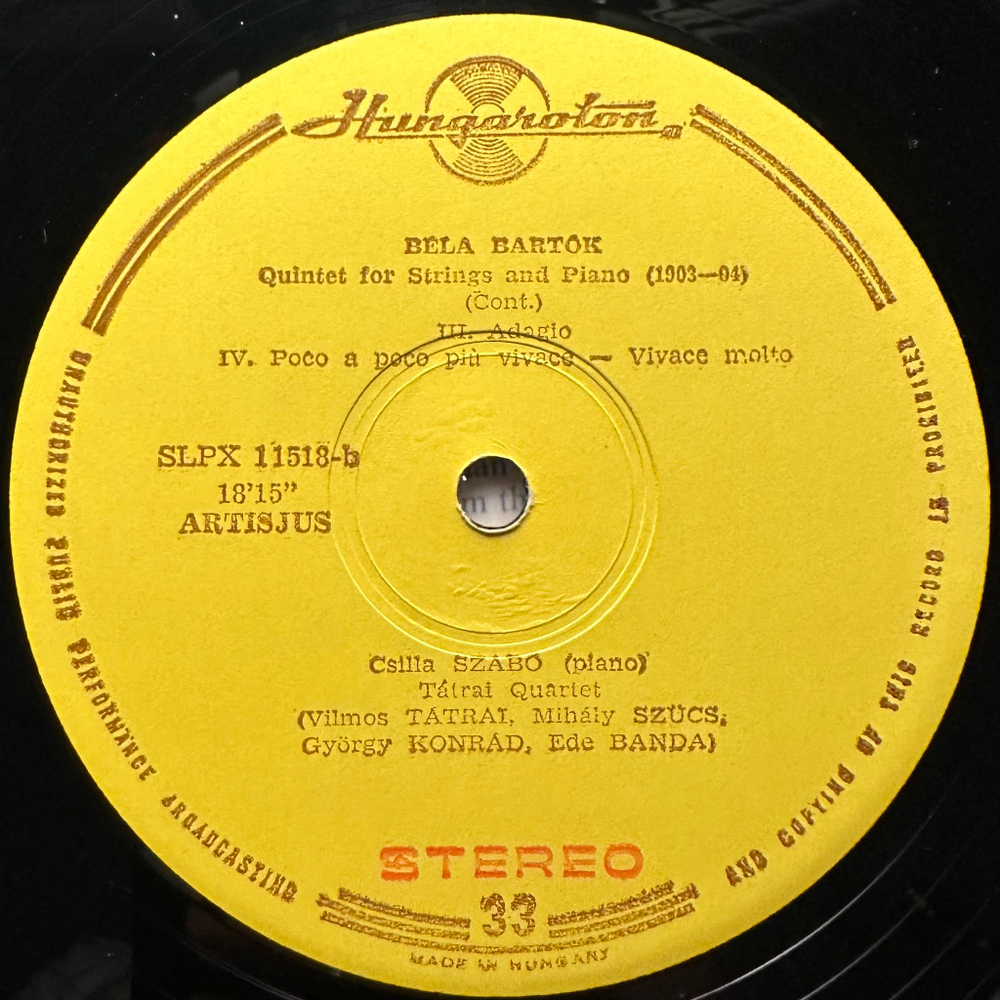 Hungaroton
BÉLA BARTÓK
Quintet for Strings and Piano (1903—04)
(Cont.)
III. Adagio
IV. Poco a poco più vivace — Vivace molto
SLPX 11518-b
18'15”
ARTISJUS
Csilla SZABÓ (piano)
Tátrai Quartet
(Vilmos TÁTRAI, Mihály SZŰCS,
György KONRÁD, Ede BANDA)
STEREO
33
MADE IN HUNGARY
UNAUTHORIZED PUBLIC PERFORMANCE BROADCASTING AND COPYING OF THIS RECORD PROHIBITED